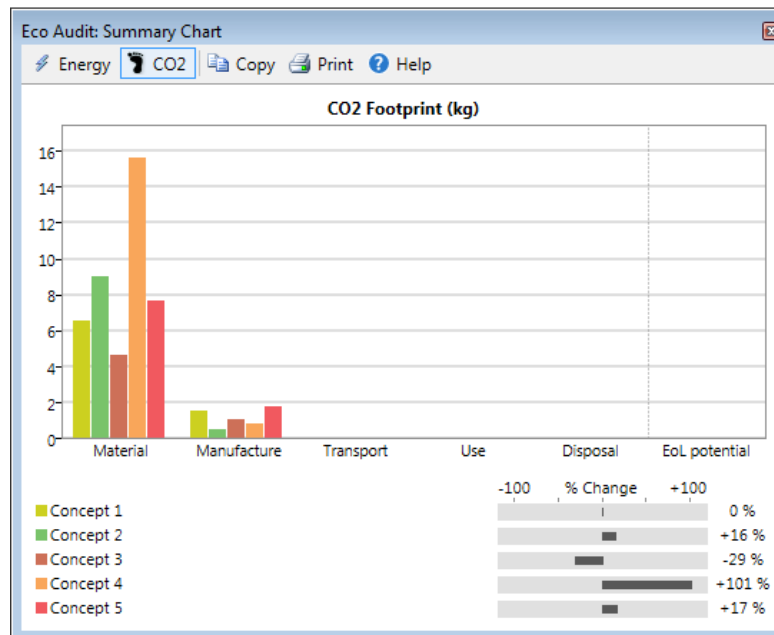 Eco Audit: Summary Chart
Energy CO2 Copy Print Help
CO2 Footprint (kg)
16
14
12
10
8
6
4
2
0
Material Manufacture Transport Use Disposal EoL potential
-100 % Change +100
Concept 1 0 %
Concept 2 +16 %
Concept 3 -29 %
Concept 4 +101 %
Concept 5 +17 %